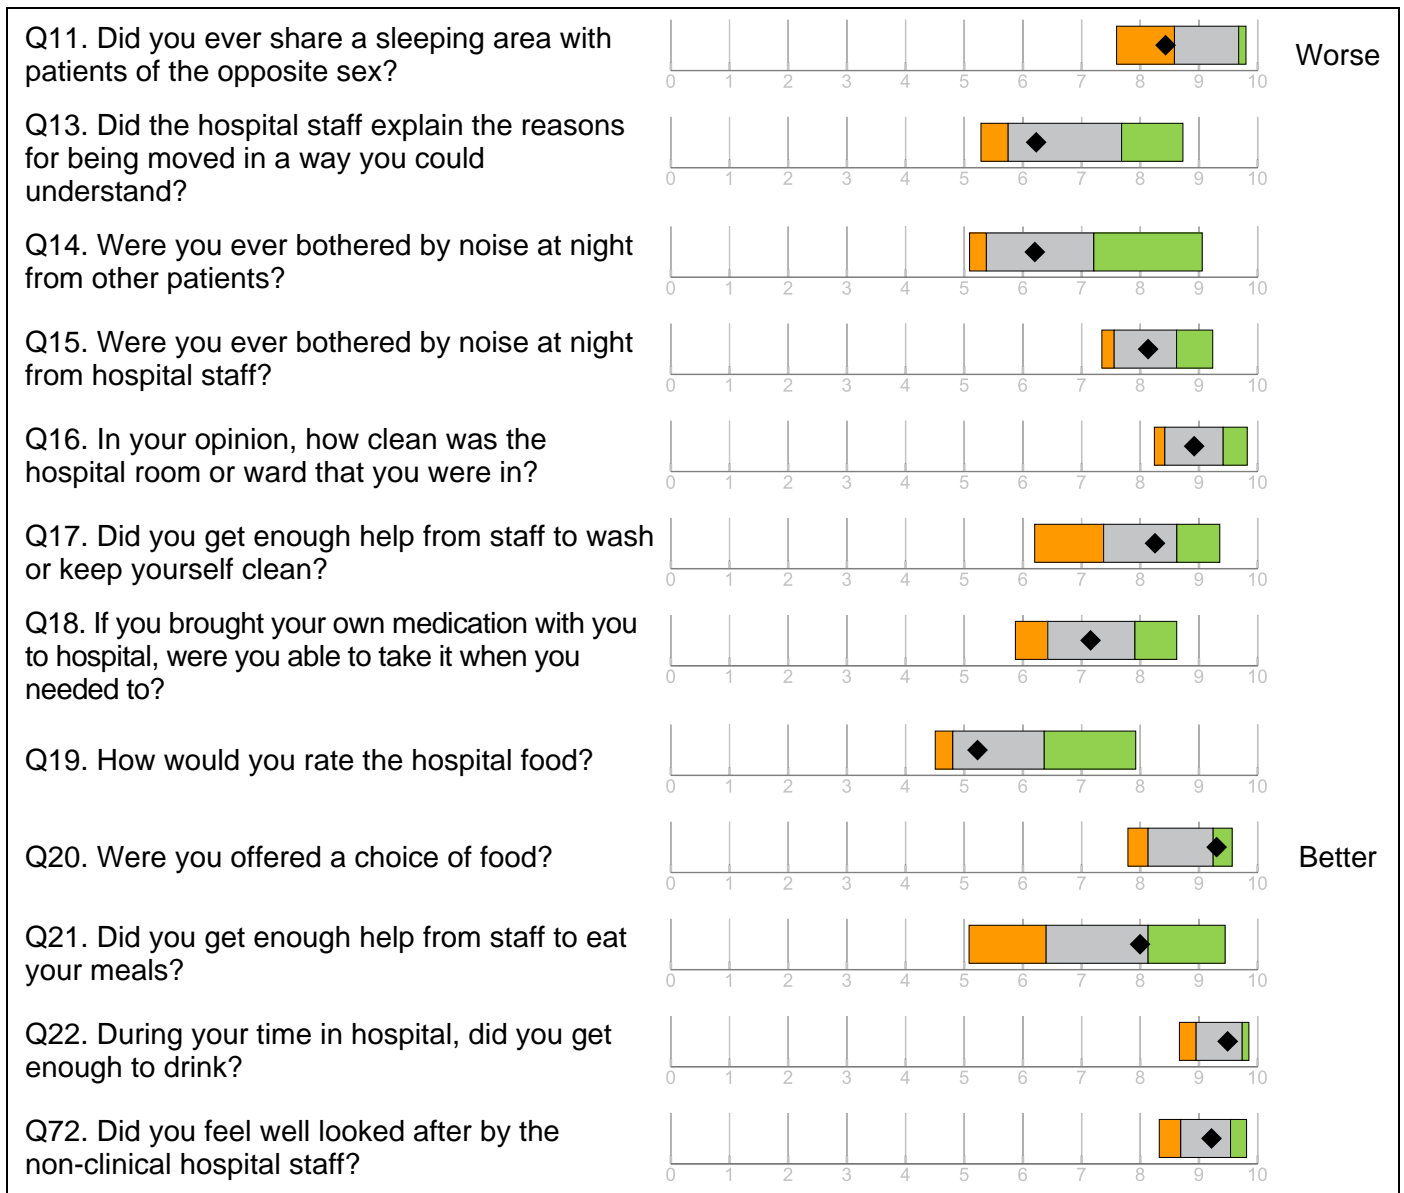 Q11. Did you ever share a sleeping area with
patients of the opposite sex?
0 1 2 3 4 5 6 7 8 9 10
Worse
Q13. Did the hospital staff explain the reasons
for being moved in a way you could
understand?
0 1 2 3 4 5 6 7 8 9 10
Q14. Were you ever bothered by noise at night
from other patients?
0 1 2 3 4 5 6 7 8 9 10
Q15. Were you ever bothered by noise at night
from hospital staff?
0 1 2 3 4 5 6 7 8 9 10
Q16. In your opinion, how clean was the
hospital room or ward that you were in?
0 1 2 3 4 5 6 7 8 9 10
Q17. Did you get enough help from staff to wash
or keep yourself clean?
0 1 2 3 4 5 6 7 8 9 10
Q18. If you brought your own medication with you
to hospital, were you able to take it when you
needed to?
0 1 2 3 4 5 6 7 8 9 10
Q19. How would you rate the hospital food?
0 1 2 3 4 5 6 7 8 9 10
Q20. Were you offered a choice of food?
0 1 2 3 4 5 6 7 8 9 10
Better
Q21. Did you get enough help from staff to eat
your meals?
0 1 2 3 4 5 6 7 8 9 10
Q22. During your time in hospital, did you get
enough to drink?
0 1 2 3 4 5 6 7 8 9 10
Q72. Did you feel well looked after by the
non-clinical hospital staff?
0 1 2 3 4 5 6 7 8 9 10